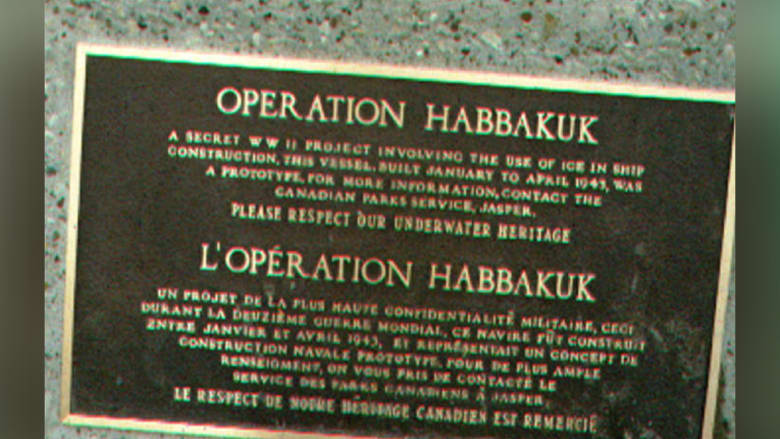 OPERATION HABBAKUK
A SECRET WW II PROJECT INVOLVING THE USE OF ICE IN SHIP
CONSTRUCTION, THIS VESSEL, BUILT JANUARY TO APRIL 1943, WAS
A PROTOTYPE, FOR MORE INFORMATION, CONTACT THE
CANADIAN PARKS SERVICE, JASPER.
PLEASE RESPECT OUR UNDERWATER HERITAGE
L'OPÉRATION HABBAKUK
UN PROJET DE LA PLUS HAUTE CONFIDENTIALITÉ MILITAIRE, CECI
DURANT LA DEUZIÈME GUERRE MONDIAL, CE NAVIRE FÛT CONSTRUIT
ENTRE JANVIER ET AVRIL 1943, ET REPRÉSENTAIT UN CONCEPT DE
CONSTRUCTION NAVALE PROTOTYPE, POUR DE PLUS AMPLE
RENSEIGMENT, ON VOUS PRIS DE CONTACTÉ LE
SERVICE DES PARKS CANADIENS À JASPER.
LE RESPECT DE NOTRE HÉRITAGE CANADIEN EST REMERCIÉ